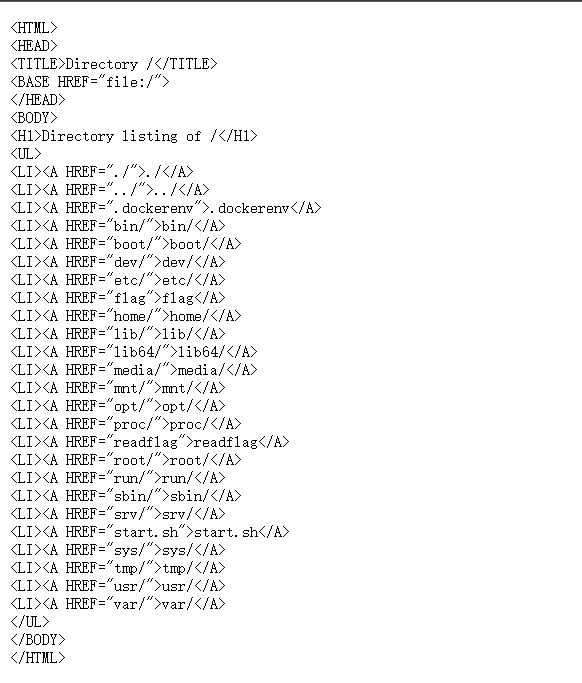 <HTML>
<HEAD>
<TITLE>Directory /</TITLE>
<BASE HREF="file:/">
</HEAD>
<BODY>
<H1>Directory listing of /</H1>
<UL>
<LI><A HREF="./">./</A>
<LI><A HREF="../">../</A>
<LI><A HREF=".dockerenv">.dockerenv</A>
<LI><A HREF="bin/">bin/</A>
<LI><A HREF="boot/">boot/</A>
<LI><A HREF="dev/">dev/</A>
<LI><A HREF="etc/">etc/</A>
<LI><A HREF="flag">flag</A>
<LI><A HREF="home/">home/</A>
<LI><A HREF="lib/">lib/</A>
<LI><A HREF="lib64/">lib64/</A>
<LI><A HREF="media/">media/</A>
<LI><A HREF="mnt/">mnt/</A>
<LI><A HREF="opt/">opt/</A>
<LI><A HREF="proc/">proc/</A>
<LI><A HREF="readflag">readflag</A>
<LI><A HREF="root/">root/</A>
<LI><A HREF="run/">run/</A>
<LI><A HREF="sbin/">sbin/</A>
<LI><A HREF="srv/">srv/</A>
<LI><A HREF="start.sh">start.sh</A>
<LI><A HREF="sys/">sys/</A>
<LI><A HREF="tmp/">tmp/</A>
<LI><A HREF="usr/">usr/</A>
<LI><A HREF="var/">var/</A>
</UL>
</BODY>
</HTML>